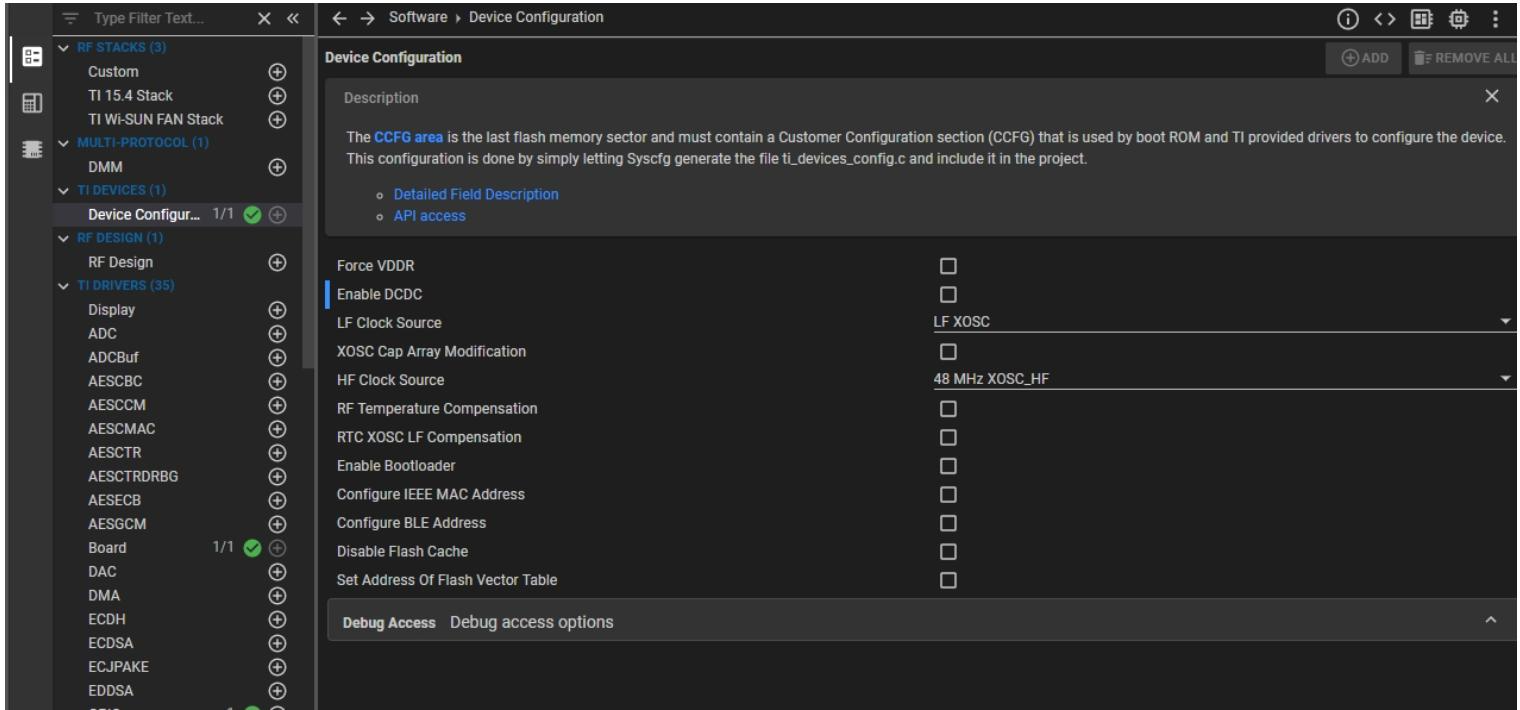 Type Filter Text...
Software Device Configuration
RF STACKS (3)
Custom
TI 15.4 Stack
TI Wi-SUN FAN Stack
MULTI-PROTOCOL (1)
DMM
TI DEVICES (1)
Device Configur... 1/1
RF DESIGN (1)
RF Design
TI DRIVERS (35)
Display
ADC
ADCBuf
AESCBC
AESCCM
AESCMAC
AESCTR
AESCTRDRBG
AESECB
AESGCM
Board 1/1
DAC
DMA
ECDH
ECDSA
ECJPAKE
EDDSA
Device Configuration
ADD
REMOVE ALL
Description
The CCFG area is the last flash memory sector and must contain a Customer Configuration section (CCFG) that is used by boot ROM and TI provided drivers to configure the device.
This configuration is done by simply letting Syscfg generate the file ti_devices_config.c and include it in the project.
Detailed Field Description
API access
Force VDDR
Enable DCDC
LF Clock Source LF XOSC
XOSC Cap Array Modification
HF Clock Source 48 MHz XOSC_HF
RF Temperature Compensation
RTC XOSC LF Compensation
Enable Bootloader
Configure IEEE MAC Address
Configure BLE Address
Disable Flash Cache
Set Address Of Flash Vector Table
Debug Access Debug access options